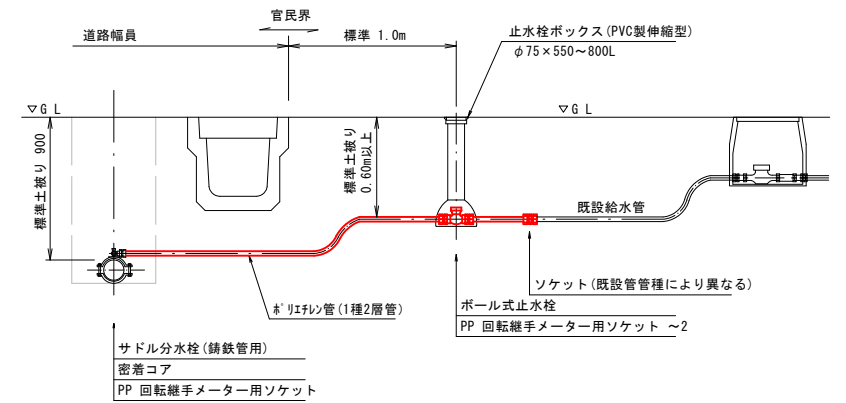 官民界
道路幅員
標準 1.0m
止水栓ボックス(PVC製伸縮型)
φ75×550～800L
▽G L
▽G L
標準土被り 900
標準土被り
0.60m以上
既設給水管
ソケット(既設管管種により異なる)
ﾎﾟﾘｴﾁﾚﾝ管(1種2層管)
ボール式止水栓
PP 回転継手メーター用ソケット ～2
サドル分水栓(鋳鉄管用)
密着コア
PP 回転継手メーター用ソケット